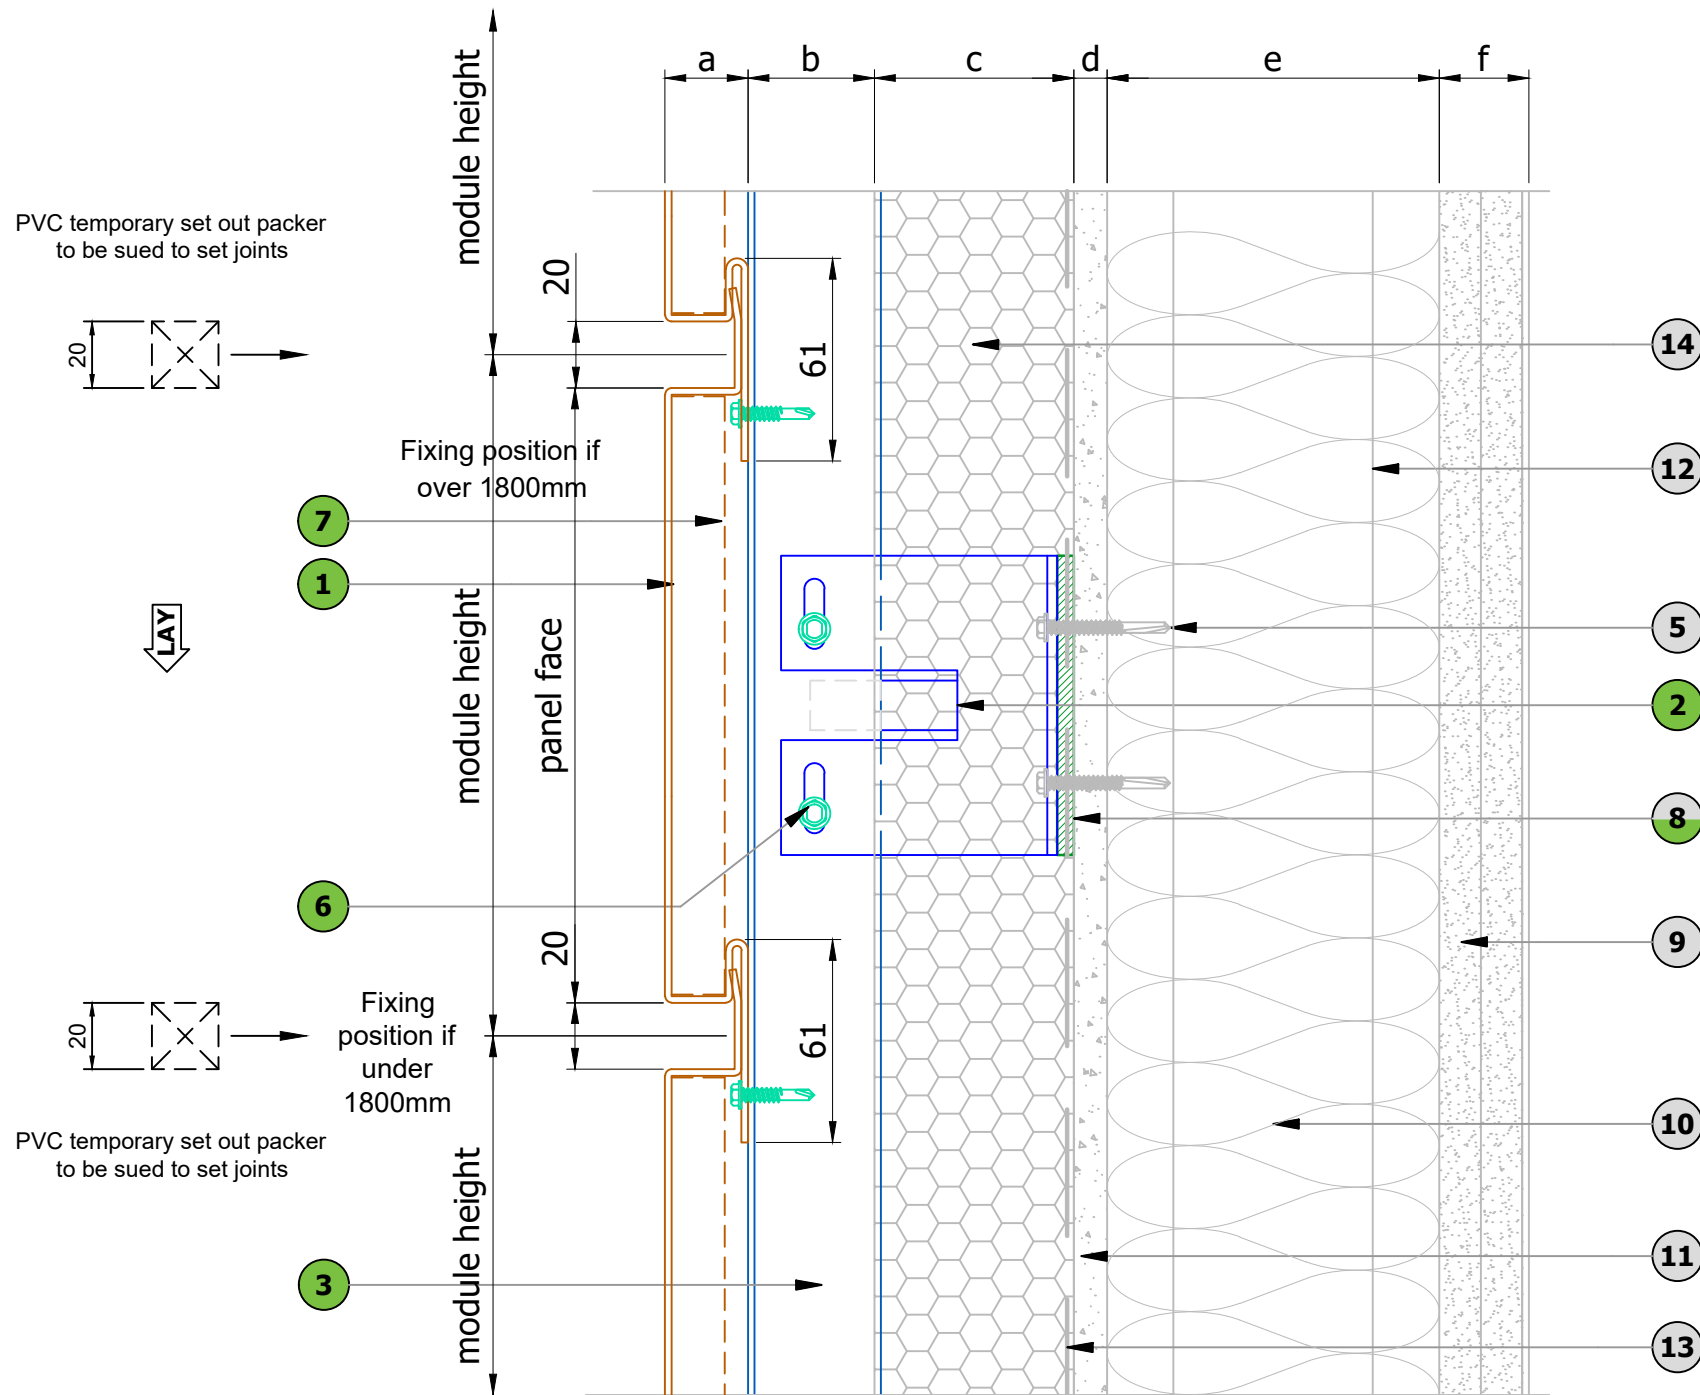 a
b
c
d
e
f
module height
PVC temporary set out packer
to be sued to set joints
20
20
61
14
Fixing position if
over 1800mm
12
7
1
LAY
module height
panel face
5
2
8
6
20
9
20
Fixing
position if
under
1800mm
61
PVC temporary set out packer
to be sued to set joints
10
module height
11
3
13